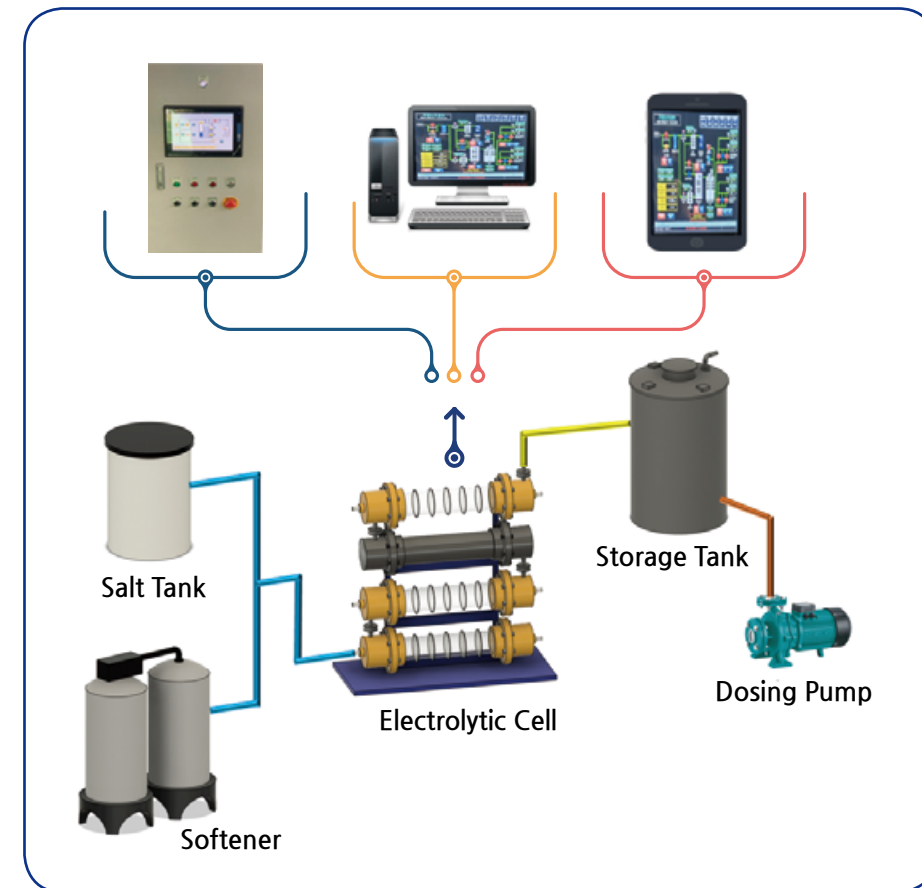 Salt Tank
Storage Tank
Dosing Pump
Electrolytic Cell
Softener